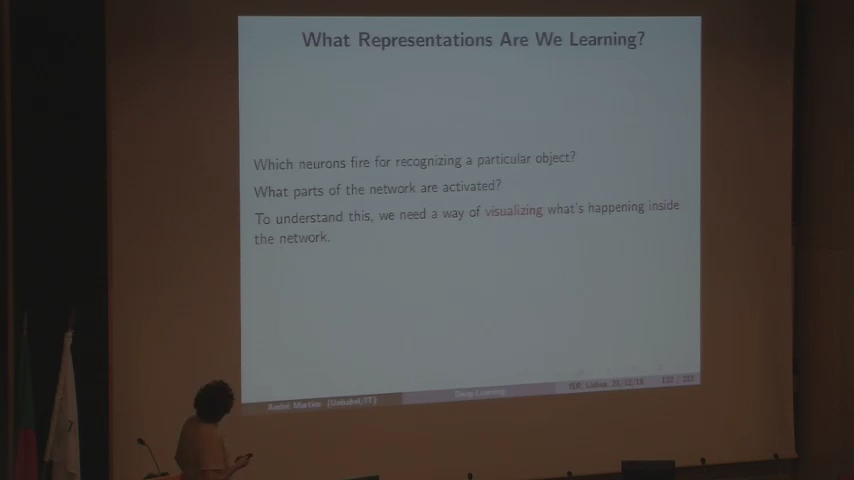 What Representations Are We Learning?
Which neurons fire for recognizing a particular object?
What parts of the network are activated?
To understand this, we need a way of visualizing what's happening inside
the network.
André Martins (Unbabel/IT)
Deep Learning